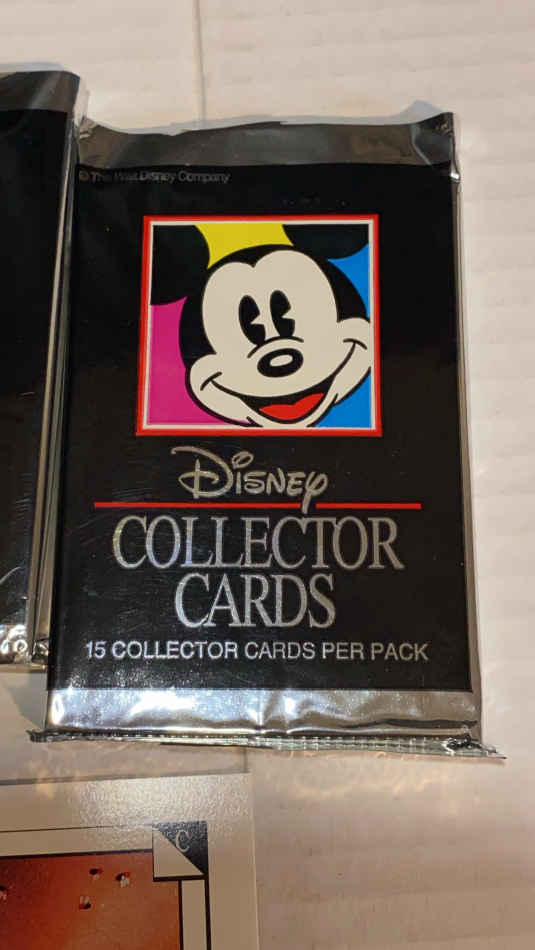 © The Walt Disney Company
Disney
COLLECTOR
CARDS
15 COLLECTOR CARDS PER PACK
C